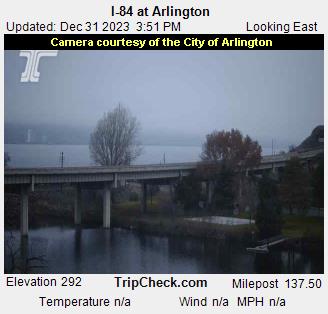 I-84 at Arlington
Updated: Dec 31 2023 3:51 PM Looking East
Camera courtesy of the City of Arlington
Elevation 292 TripCheck.com Milepost 137.50
Temperature n/a Wind n/a MPH n/a